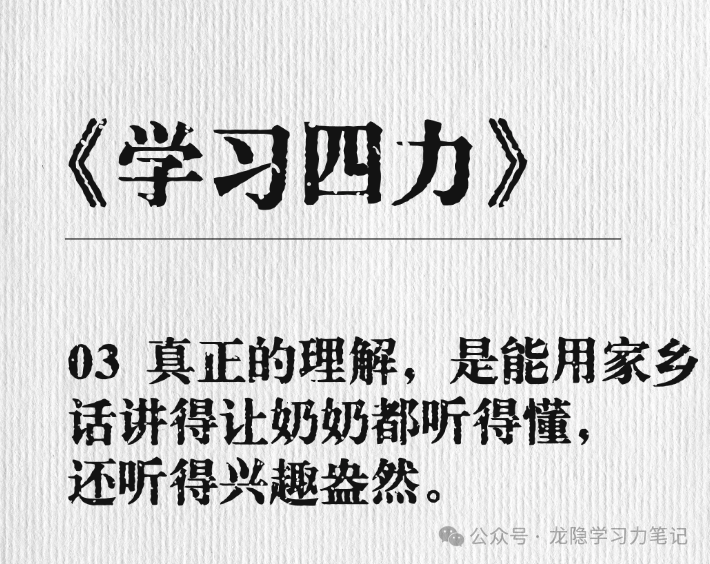 《学习四力》
03 真正的理解，是能用家乡
话讲得让奶奶都听得懂，
还听得兴趣盎然。
公众号 · 龙隐学习力笔记